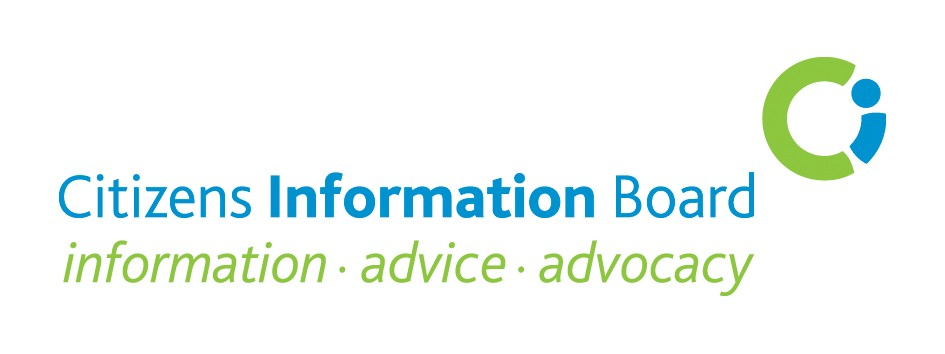 Citizens Information Board
information · advice · advocacy